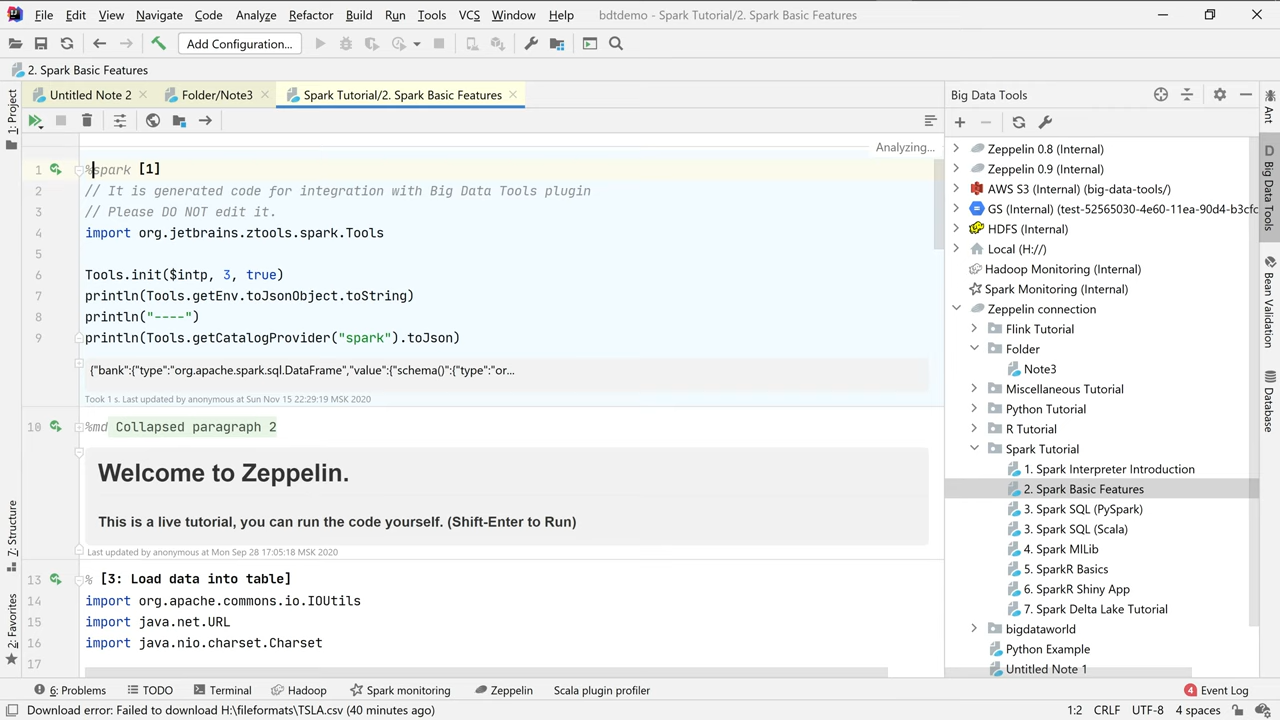 File Edit View Navigate Code Analyze Refactor Build Run Tools VCS Window Help bdtdemo - Spark Tutorial/2. Spark Basic Features
Add Configuration...
2. Spark Basic Features
1: Project
Untitled Note 2 Folder/Note3 Spark Tutorial/2. Spark Basic Features
Analyzing...
1 %spark [1]
2 // It is generated code for integration with Big Data Tools plugin
3 // Please DO NOT edit it.
4 import org.jetbrains.ztools.spark.Tools
5
6 Tools.init($intp, 3, true)
7 println(Tools.getEnv.toJsonObject.toString)
8 println("----")
9 println(Tools.getCatalogProvider("spark").toJson)
{"bank":{"type":"org.apache.spark.sql.DataFrame","value":{"schema()":{"type":"or...
Took 1 s. Last updated by anonymous at Sun Nov 15 22:29:19 MSK 2020
10 %md Collapsed paragraph 2
Welcome to Zeppelin.
This is a live tutorial, you can run the code yourself. (Shift-Enter to Run)
Last updated by anonymous at Mon Sep 28 17:05:18 MSK 2020
13 % [3: Load data into table]
14 import org.apache.commons.io.IOUtils
15 import java.net.URL
16 import java.nio.charset.Charset
17
Z: Structure
2: Favorites
Big Data Tools
Zeppelin 0.8 (Internal)
Zeppelin 0.9 (Internal)
AWS S3 (Internal) (big-data-tools/)
GS (Internal) (test-52565030-4e60-11ea-90d4-b3cfc
HDFS (Internal)
Local (H://)
Hadoop Monitoring (Internal)
Spark Monitoring (Internal)
Zeppelin connection
Flink Tutorial
Folder
Note3
Miscellaneous Tutorial
Python Tutorial
R Tutorial
Spark Tutorial
1. Spark Interpreter Introduction
2. Spark Basic Features
3. Spark SQL (PySpark)
3. Spark SQL (Scala)
4. Spark MlLib
5. SparkR Basics
6. SparkR Shiny App
7. Spark Delta Lake Tutorial
bigdataworld
Python Example
Untitled Note 1
Ant
D
Big Data Tools
Bean Validation
Database
6: Problems TODO Terminal Hadoop Spark monitoring Zeppelin Scala plugin profiler 4 Event Log
Download error: Failed to download H:\fileformats\TSLA.csv (40 minutes ago) 1:2 CRLF UTF-8 4 spaces